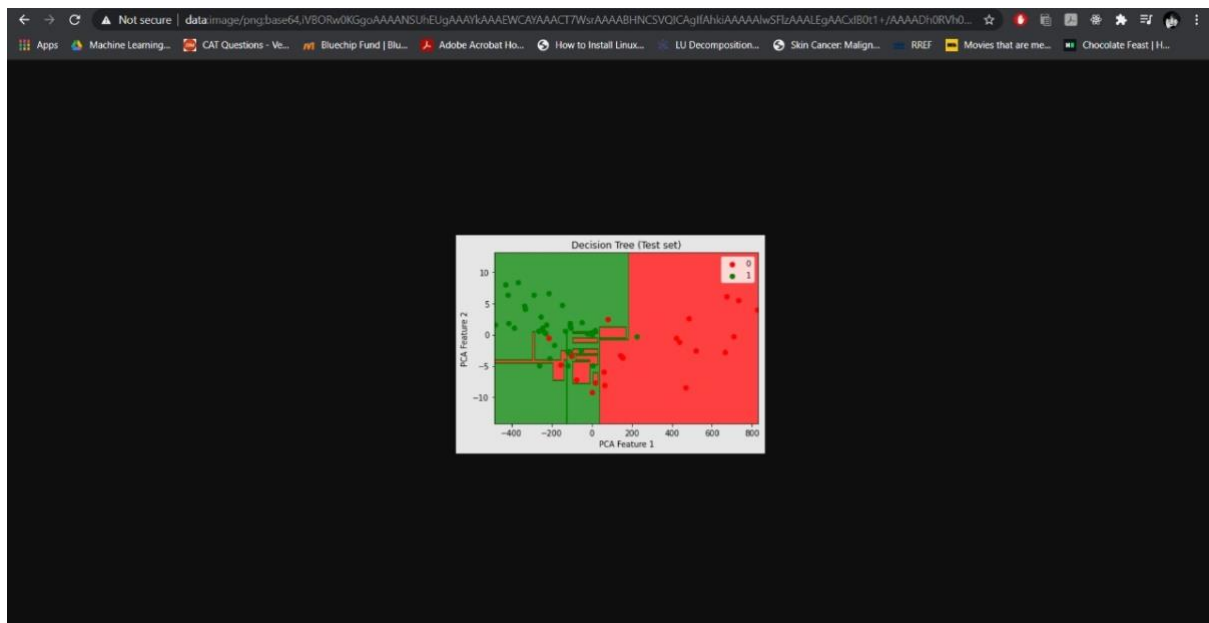 Not secure | data:image/png;base64,iVBORw0KGgoAAAANSUhEUgAAAYkAAAEWCAYAAACT7WsrAAAABHNCSVQICAgIfAhkiAAAAAlwSFlzAAALEgAACxIB0t1+/AAAADh0RVh0...
Apps Machine Learning... CAT Questions - Ve... Bluechip Fund | Blu... Adobe Acrobat Ho... How to Install Linux... LU Decomposition... Skin Cancer: Malign... RREF Movies that are me... Chocolate Feast | H...
Decision Tree (Test set)
0
1
10
5
0
−5
−10
PCA Feature 2
−400 −200 0 200 400 600 800
PCA Feature 1